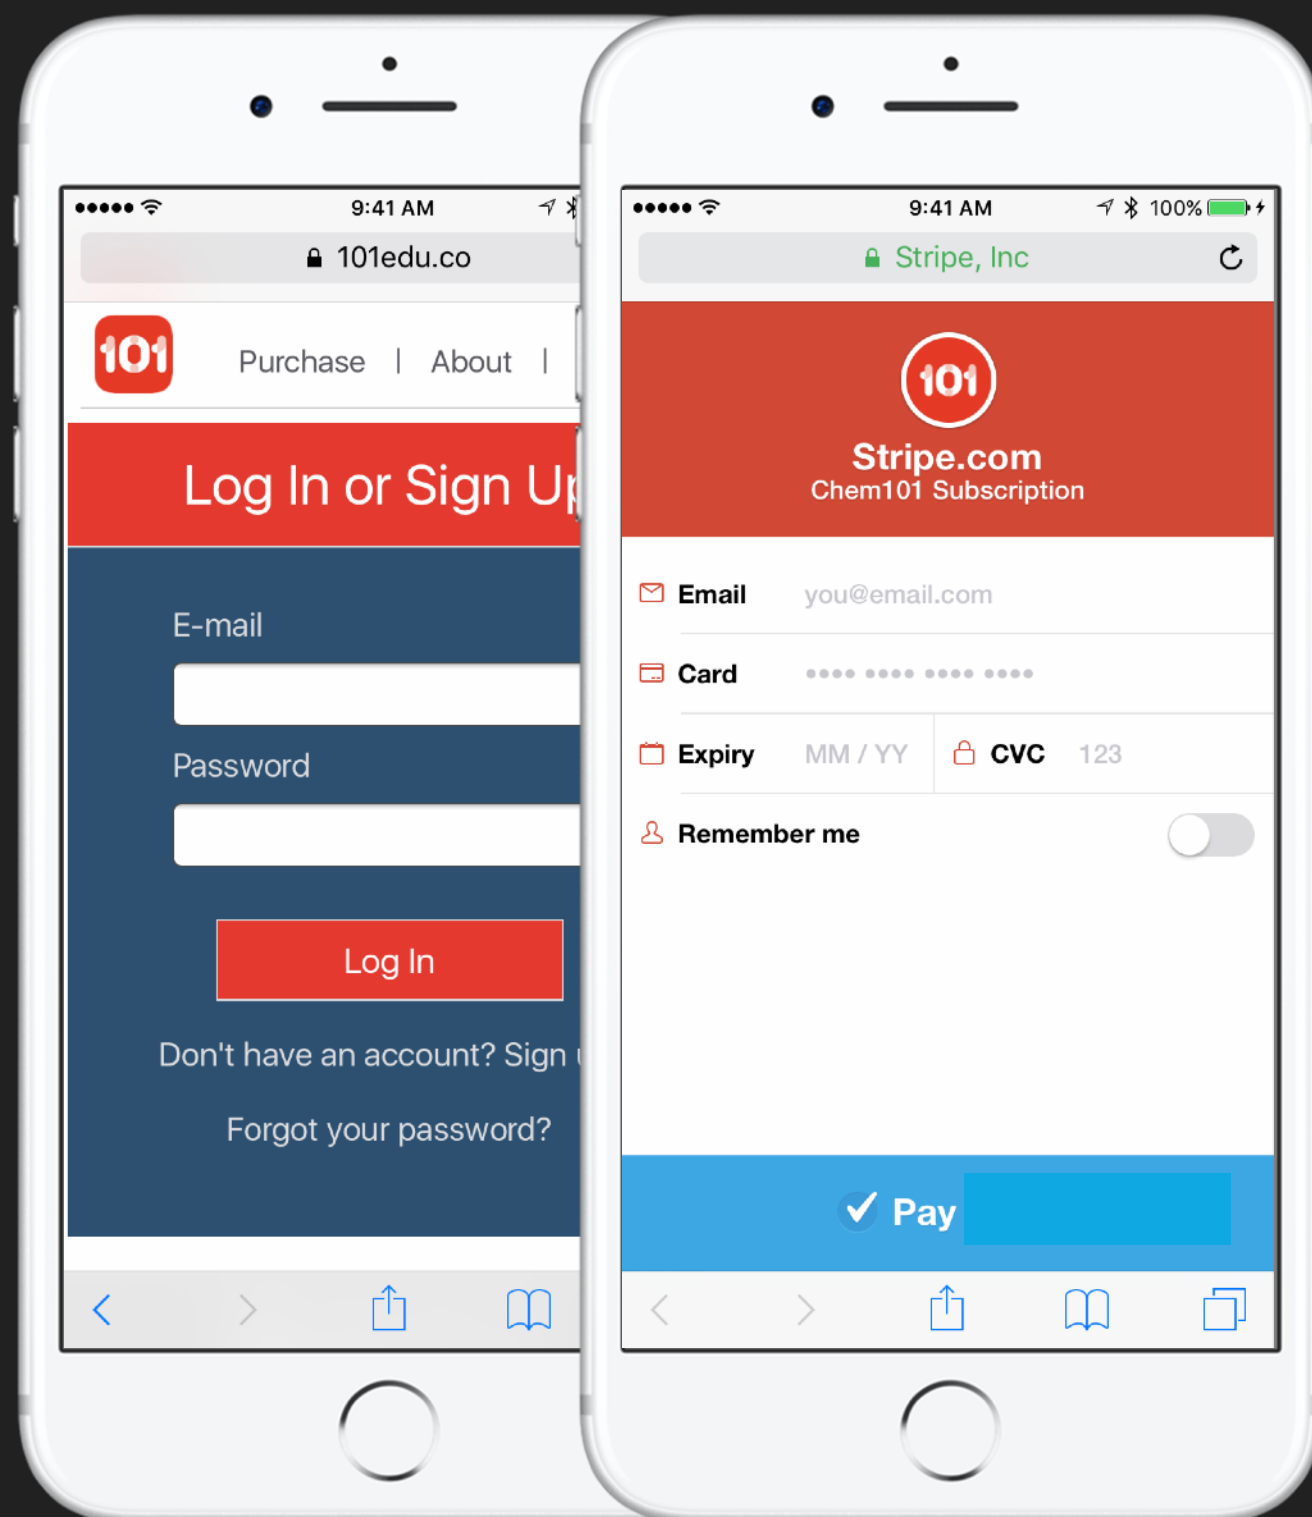 9:41 AM
101edu.co
101
Purchase | About |
Log In or Sign Up
E-mail
Password
Log In
Don't have an account? Sign
Forgot your password?
9:41 AM 100%
Stripe, Inc
101
Stripe.com
Chem101 Subscription
Email you@email.com
Card •••• •••• •••• ••••
Expiry MM / YY CVC 123
Remember me
Pay